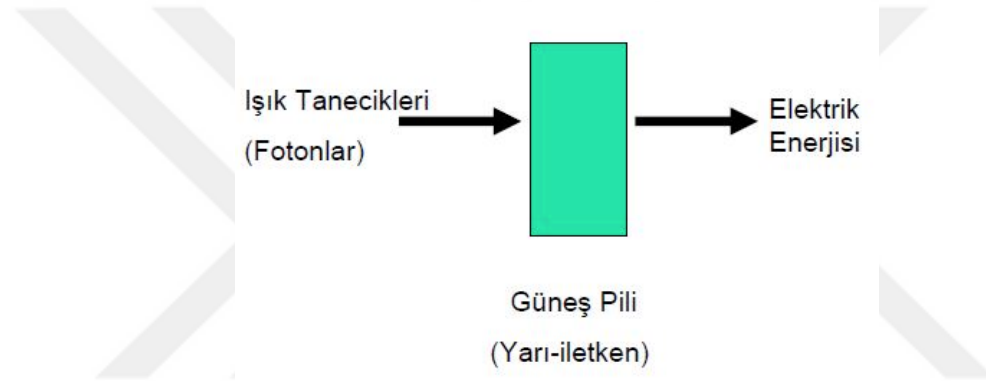 Işık Tanecikleri
(Fotonlar)
Elektrik
Enerjisi
Güneş Pili
(Yarı-iletken)